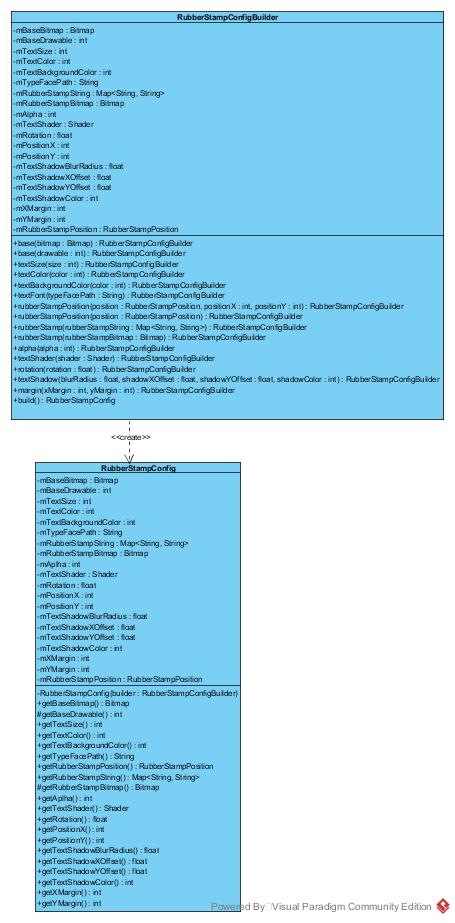 RubberStampConfigBuilder
-mBaseBitmap : Bitmap
-mBaseDrawable : int
-mTextSize : int
-mTextColor : int
-mTextBackgroundColor : int
-mTypeFacePath : String
-mRubberStampString : Map<String, String>
-mRubberStampBitmap : Bitmap
-mAlpha : int
-mTextShader : Shader
-mRotation : float
-mPositionX : int
-mPositionY : int
-mTextShadowBlurRadius : float
-mTextShadowXOffset : float
-mTextShadowYOffset : float
-mTextShadowColor : int
-mXMargin : int
-mYMargin : int
-mRubberStampPosition : RubberStampPosition
+base(bitmap : Bitmap) : RubberStampConfigBuilder
+base(drawable : int) : RubberStampConfigBuilder
+textSize(size : int) : RubberStampConfigBuilder
+textColor(color : int) : RubberStampConfigBuilder
+textBackgroundColor(color : int) : RubberStampConfigBuilder
+textFont(typeFacePath : String) : RubberStampConfigBuilder
+rubberStampPosition(position : RubberStampPosition, positionX : int, positionY : int) : RubberStampConfigBuilder
+rubberStampPosition(position : RubberStampPosition) : RubberStampConfigBuilder
+rubberStamp(rubberStampString : Map<String, String>) : RubberStampConfigBuilder
+rubberStamp(rubberStampBitmap : Bitmap) : RubberStampConfigBuilder
+alpha(alpha : int) : RubberStampConfigBuilder
+textShader(shader : Shader) : RubberStampConfigBuilder
+rotation(rotation : float) : RubberStampConfigBuilder
+textShadow(blurRadius : float, shadowXOffset : float, shadowYOffset : float, shadowColor : int) : RubberStampConfigBuilder
+margin(xMargin : int, yMargin : int) : RubberStampConfigBuilder
+build() : RubberStampConfig
<<create>>
RubberStampConfig
-mBaseBitmap : Bitmap
-mBaseDrawable : int
-mTextSize : int
-mTextColor : int
-mTextBackgroundColor : int
-mTypeFacePath : String
-mRubberStampString : Map<String, String>
-mRubberStampBitmap : Bitmap
-mAplha : int
-mTextShader : Shader
-mRotation : float
-mPositionX : int
-mPositionY : int
-mTextShadowBlurRadius : float
-mTextShadowXOffset : float
-mTextShadowYOffset : float
-mTextShadowColor : int
-mXMargin : int
-mYMargin : int
-mRubberStampPosition : RubberStampPosition
-RubberStampConfig(builder : RubberStampConfigBuilder)
+getBaseBitmap() : Bitmap
#getBaseDrawable() : int
+getTextSize() : int
+getTextColor() : int
+getTextBackgroundColor() : int
+getTypeFacePath() : String
+getRubberStampPosition() : RubberStampPosition
+getRubberStampString() : Map<String, String>
#getRubberStampBitmap() : Bitmap
+getAplha() : int
+getTextShader() : Shader
+getRotation() : float
+getPositionX() : int
+getPositionY() : int
+getTextShadowBlurRadius() : float
+getTextShadowXOffset() : float
+getTextShadowYOffset() : float
+getTextShadowColor() : int
+getXMargin() : int
+getYMargin() : int
Powered By Visual Paradigm Community Edition